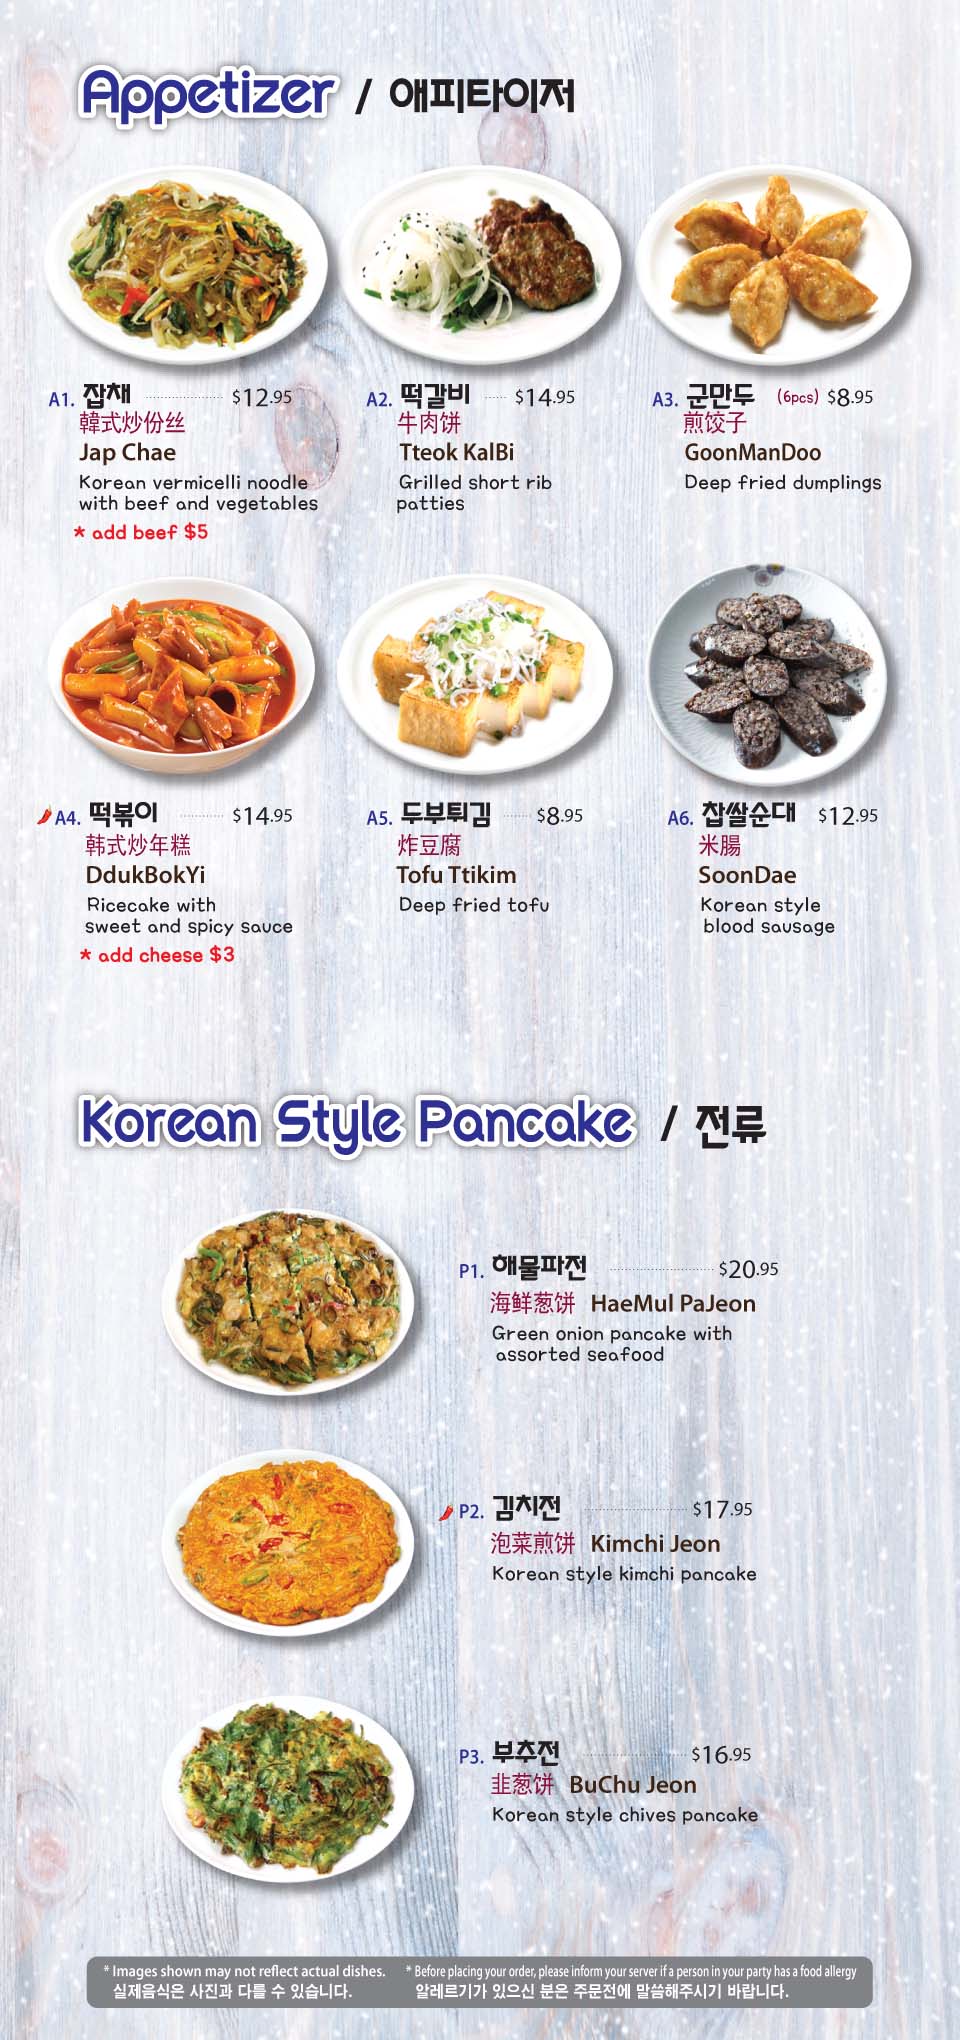 Appetizer / 애피타이저
A1. 잡채 $12.95
韓式炒份丝
Jap Chae
Korean vermicelli noodle
with beef and vegetables
* add beef $5
A2. 떡갈비 $14.95
牛肉饼
Tteok KalBi
Grilled short rib
patties
A3. 군만두 (6pcs) $8.95
煎饺子
GoonManDoo
Deep fried dumplings
A4. 떡볶이 $14.95
韩式炒年糕
DdukBokYi
Ricecake with
sweet and spicy sauce
* add cheese $3
A5. 두부튀김 $8.95
炸豆腐
Tofu Ttikim
Deep fried tofu
A6. 찹쌀순대 $12.95
米腸
SoonDae
Korean style
blood sausage
Korean Style Pancake / 전류
P1. 해물파전 $20.95
海鲜葱饼 HaeMul PaJeon
Green onion pancake with
assorted seafood
P2. 김치전 $17.95
泡菜煎饼 Kimchi Jeon
Korean style kimchi pancake
P3. 부추전 $16.95
韭葱饼 BuChu Jeon
Korean style chives pancake
* Images shown may not reflect actual dishes.
실제음식은 사진과 다를 수 있습니다.
* Before placing your order, please inform your server if a person in your party has a food allergy
알레르기가 있으신 분은 주문전에 말씀해주시기 바랍니다.